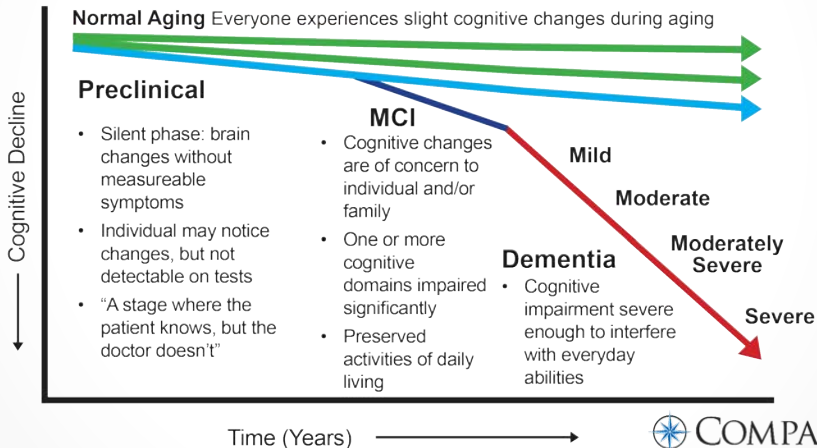 Normal Aging Everyone experiences slight cognitive changes during aging
Preclinical
• Silent phase: brain
changes without
measureable
symptoms
• Individual may notice
changes, but not
detectable on tests
• “A stage where the
patient knows, but the
doctor doesn’t”
MCI
• Cognitive changes
are of concern to
individual and/or
family
• One or more
cognitive
domains impaired
significantly
• Preserved
activities of daily
living
Dementia
• Cognitive
impairment severe
enough to interfere
with everyday
abilities
Mild
Moderate
Moderately
Severe
Severe
Cognitive Decline
Time (Years)
COMPA